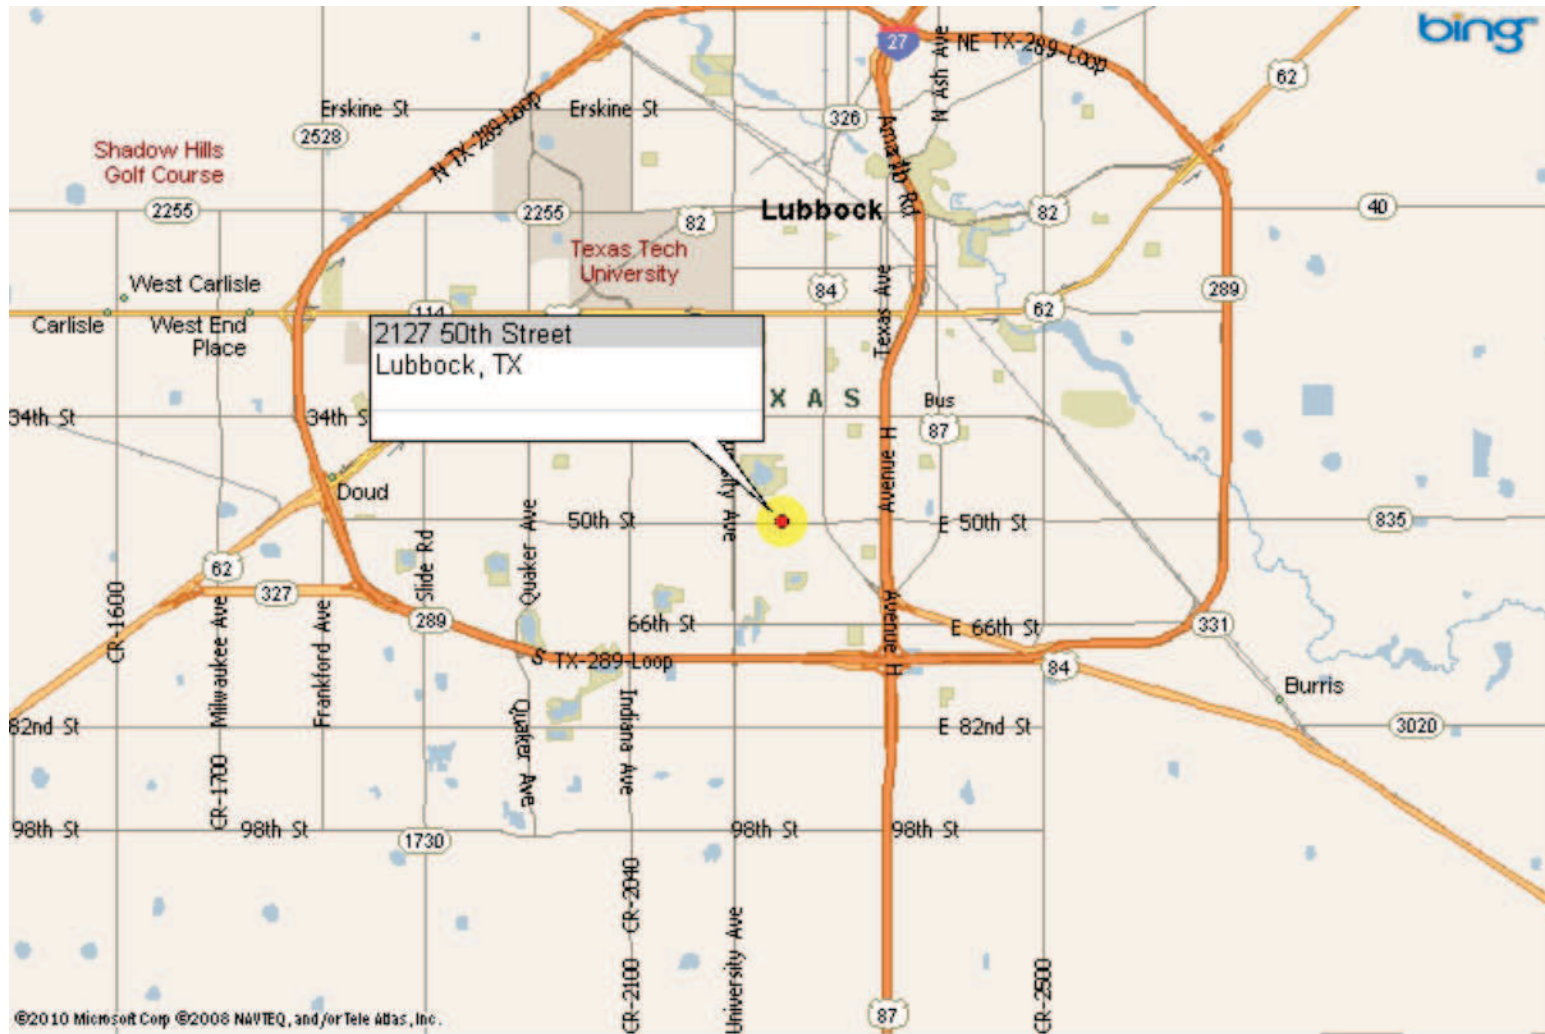 bing
27
NE TX-289-Loop
N Ash Ave
62
Erskine St
Erskine St
N TX-289-Loop
2528
326
Amarillo Rd
Shadow Hills
Golf Course
2255
2255
82
Lubbock
82
40
Texas Tech
University
West Carlisle
84
Texas Ave
62
289
Carlisle
West End
Place
114
2127 50th Street
Lubbock, TX
X A S
Bus
87
34th St
34th St
Avenue H
Doud
Quaker Ave
50th St
Ave
E 50th St
835
Slide Rd
62
327
CR-1600
Milwaukee Ave
Frankford Ave
289
66th St
Avenue H
E 66th St
331
S TX-289-Loop
84
Burris
82nd St
Quaker Ave
Indiana Ave
E 82nd St
3020
CR-1700
98th St
98th St
1730
98th St
98th St
CR-2040
University Ave
CR-2100
CR-2500
87
©2010 Microsoft Corp ©2008 NAVTEQ, and/or Tele Atlas, Inc.